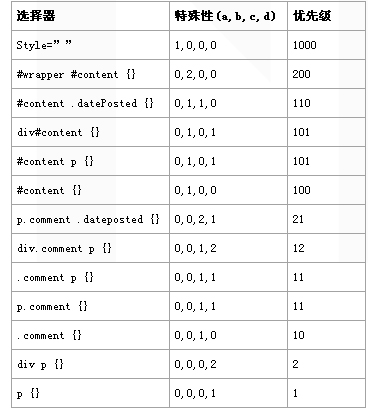 选择器 特殊性(a,b,c,d) 优先级
Style=” ” 1,0,0,0 1000
#wrapper #content {} 0,2,0,0 200
#content .datePosted {} 0,1,1,0 110
div#content {} 0,1,0,1 101
#content p {} 0,1,0,1 101
#content {} 0,1,0,0 100
p.comment .dateposted {} 0,0,2,1 21
div.comment p {} 0,0,1,2 12
.comment p {} 0,0,1,1 11
p.comment {} 0,0,1,1 11
.comment {} 0,0,1,0 10
div p {} 0,0,0,2 2
p {} 0,0,0,1 1